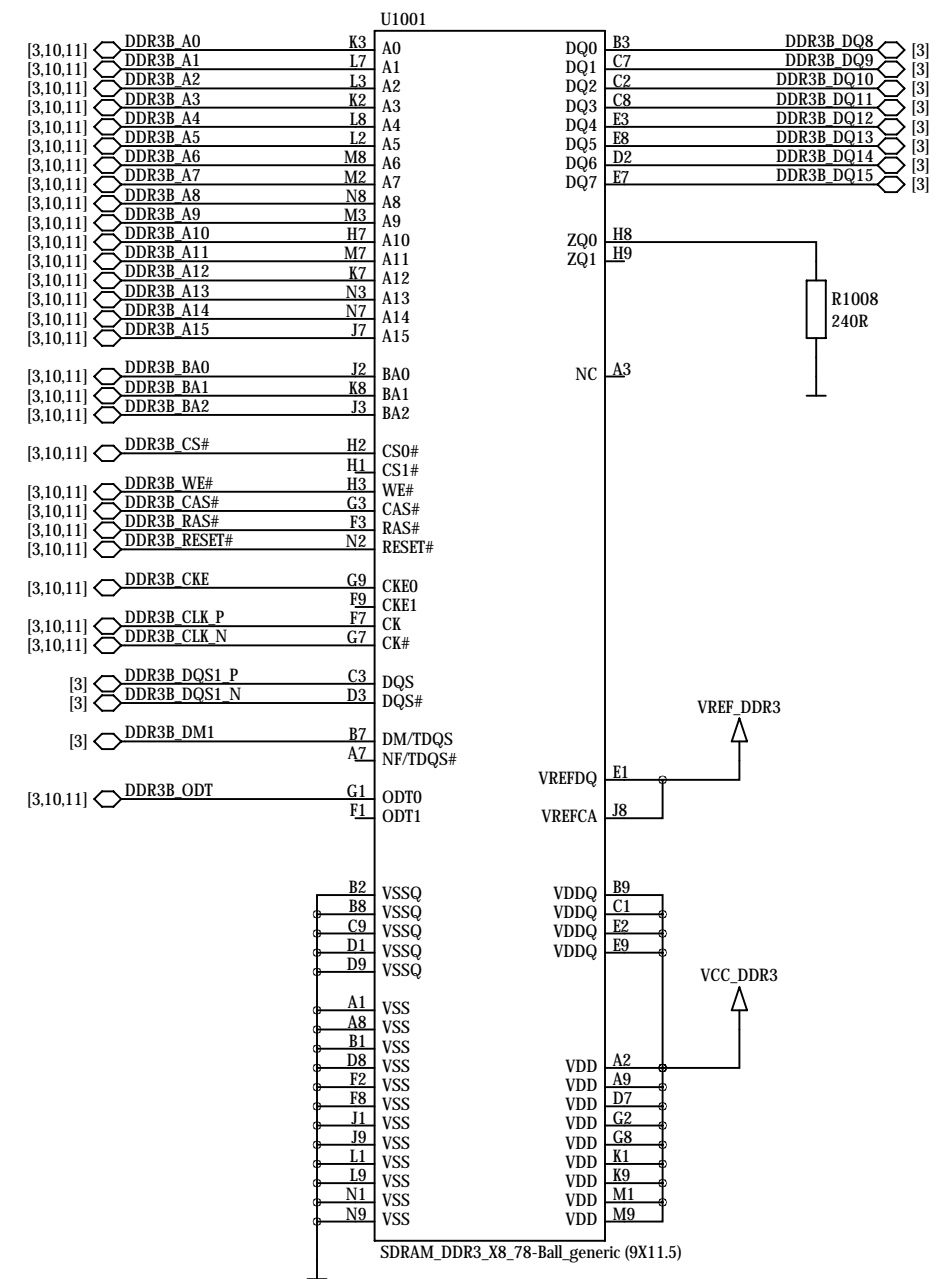 U1001
[3,10,11] DDR3B_A0 K3 A0 DQ0 B3 DDR3B_DQ8 [3]
[3,10,11] DDR3B_A1 L7 A1 DQ1 C7 DDR3B_DQ9 [3]
[3,10,11] DDR3B_A2 L3 A2 DQ2 C2 DDR3B_DQ10 [3]
[3,10,11] DDR3B_A3 K2 A3 DQ3 C8 DDR3B_DQ11 [3]
[3,10,11] DDR3B_A4 L8 A4 DQ4 E3 DDR3B_DQ12 [3]
[3,10,11] DDR3B_A5 L2 A5 DQ5 E8 DDR3B_DQ13 [3]
[3,10,11] DDR3B_A6 M8 A6 DQ6 D2 DDR3B_DQ14 [3]
[3,10,11] DDR3B_A7 M2 A7 DQ7 E7 DDR3B_DQ15 [3]
[3,10,11] DDR3B_A8 N8 A8
[3,10,11] DDR3B_A9 M3 A9
[3,10,11] DDR3B_A10 H7 A10 ZQ0 H8
[3,10,11] DDR3B_A11 M7 A11 ZQ1 H9
[3,10,11] DDR3B_A12 K7 A12
[3,10,11] DDR3B_A13 N3 A13 R1008
[3,10,11] DDR3B_A14 N7 A14 240R
[3,10,11] DDR3B_A15 J7 A15
[3,10,11] DDR3B_BA0 J2 BA0 NC A3
[3,10,11] DDR3B_BA1 K8 BA1
[3,10,11] DDR3B_BA2 J3 BA2
[3,10,11] DDR3B_CS# H2 CS0#
H1 CS1#
[3,10,11] DDR3B_WE# H3 WE#
[3,10,11] DDR3B_CAS# G3 CAS#
[3,10,11] DDR3B_RAS# F3 RAS#
[3,10,11] DDR3B_RESET# N2 RESET#
[3,10,11] DDR3B_CKE G9 CKE0
F9 CKE1
[3,10,11] DDR3B_CLK_P F7 CK
[3,10,11] DDR3B_CLK_N G7 CK#
[3] DDR3B_DQS1_P C3 DQS
[3] DDR3B_DQS1_N D3 DQS#
VREF_DDR3
[3] DDR3B_DM1 B7 DM/TDQS
A7 NF/TDQS#
VREFDQ E1
[3,10,11] DDR3B_ODT G1 ODT0
F1 ODT1 VREFCA J8
B2 VSSQ VDDQ B9
B8 VSSQ VDDQ C1
C9 VSSQ VDDQ E2
D1 VSSQ VDDQ E9
D9 VSSQ
VCC_DDR3
A1 VSS
A8 VSS
B1 VSS
D8 VSS VDD A2
F2 VSS VDD A9
F8 VSS VDD D7
J1 VSS VDD G2
J9 VSS VDD G8
L1 VSS VDD K1
L9 VSS VDD K9
N1 VSS VDD M1
N9 VSS VDD M9
SDRAM_DDR3_X8_78-Ball_generic (9X11.5)